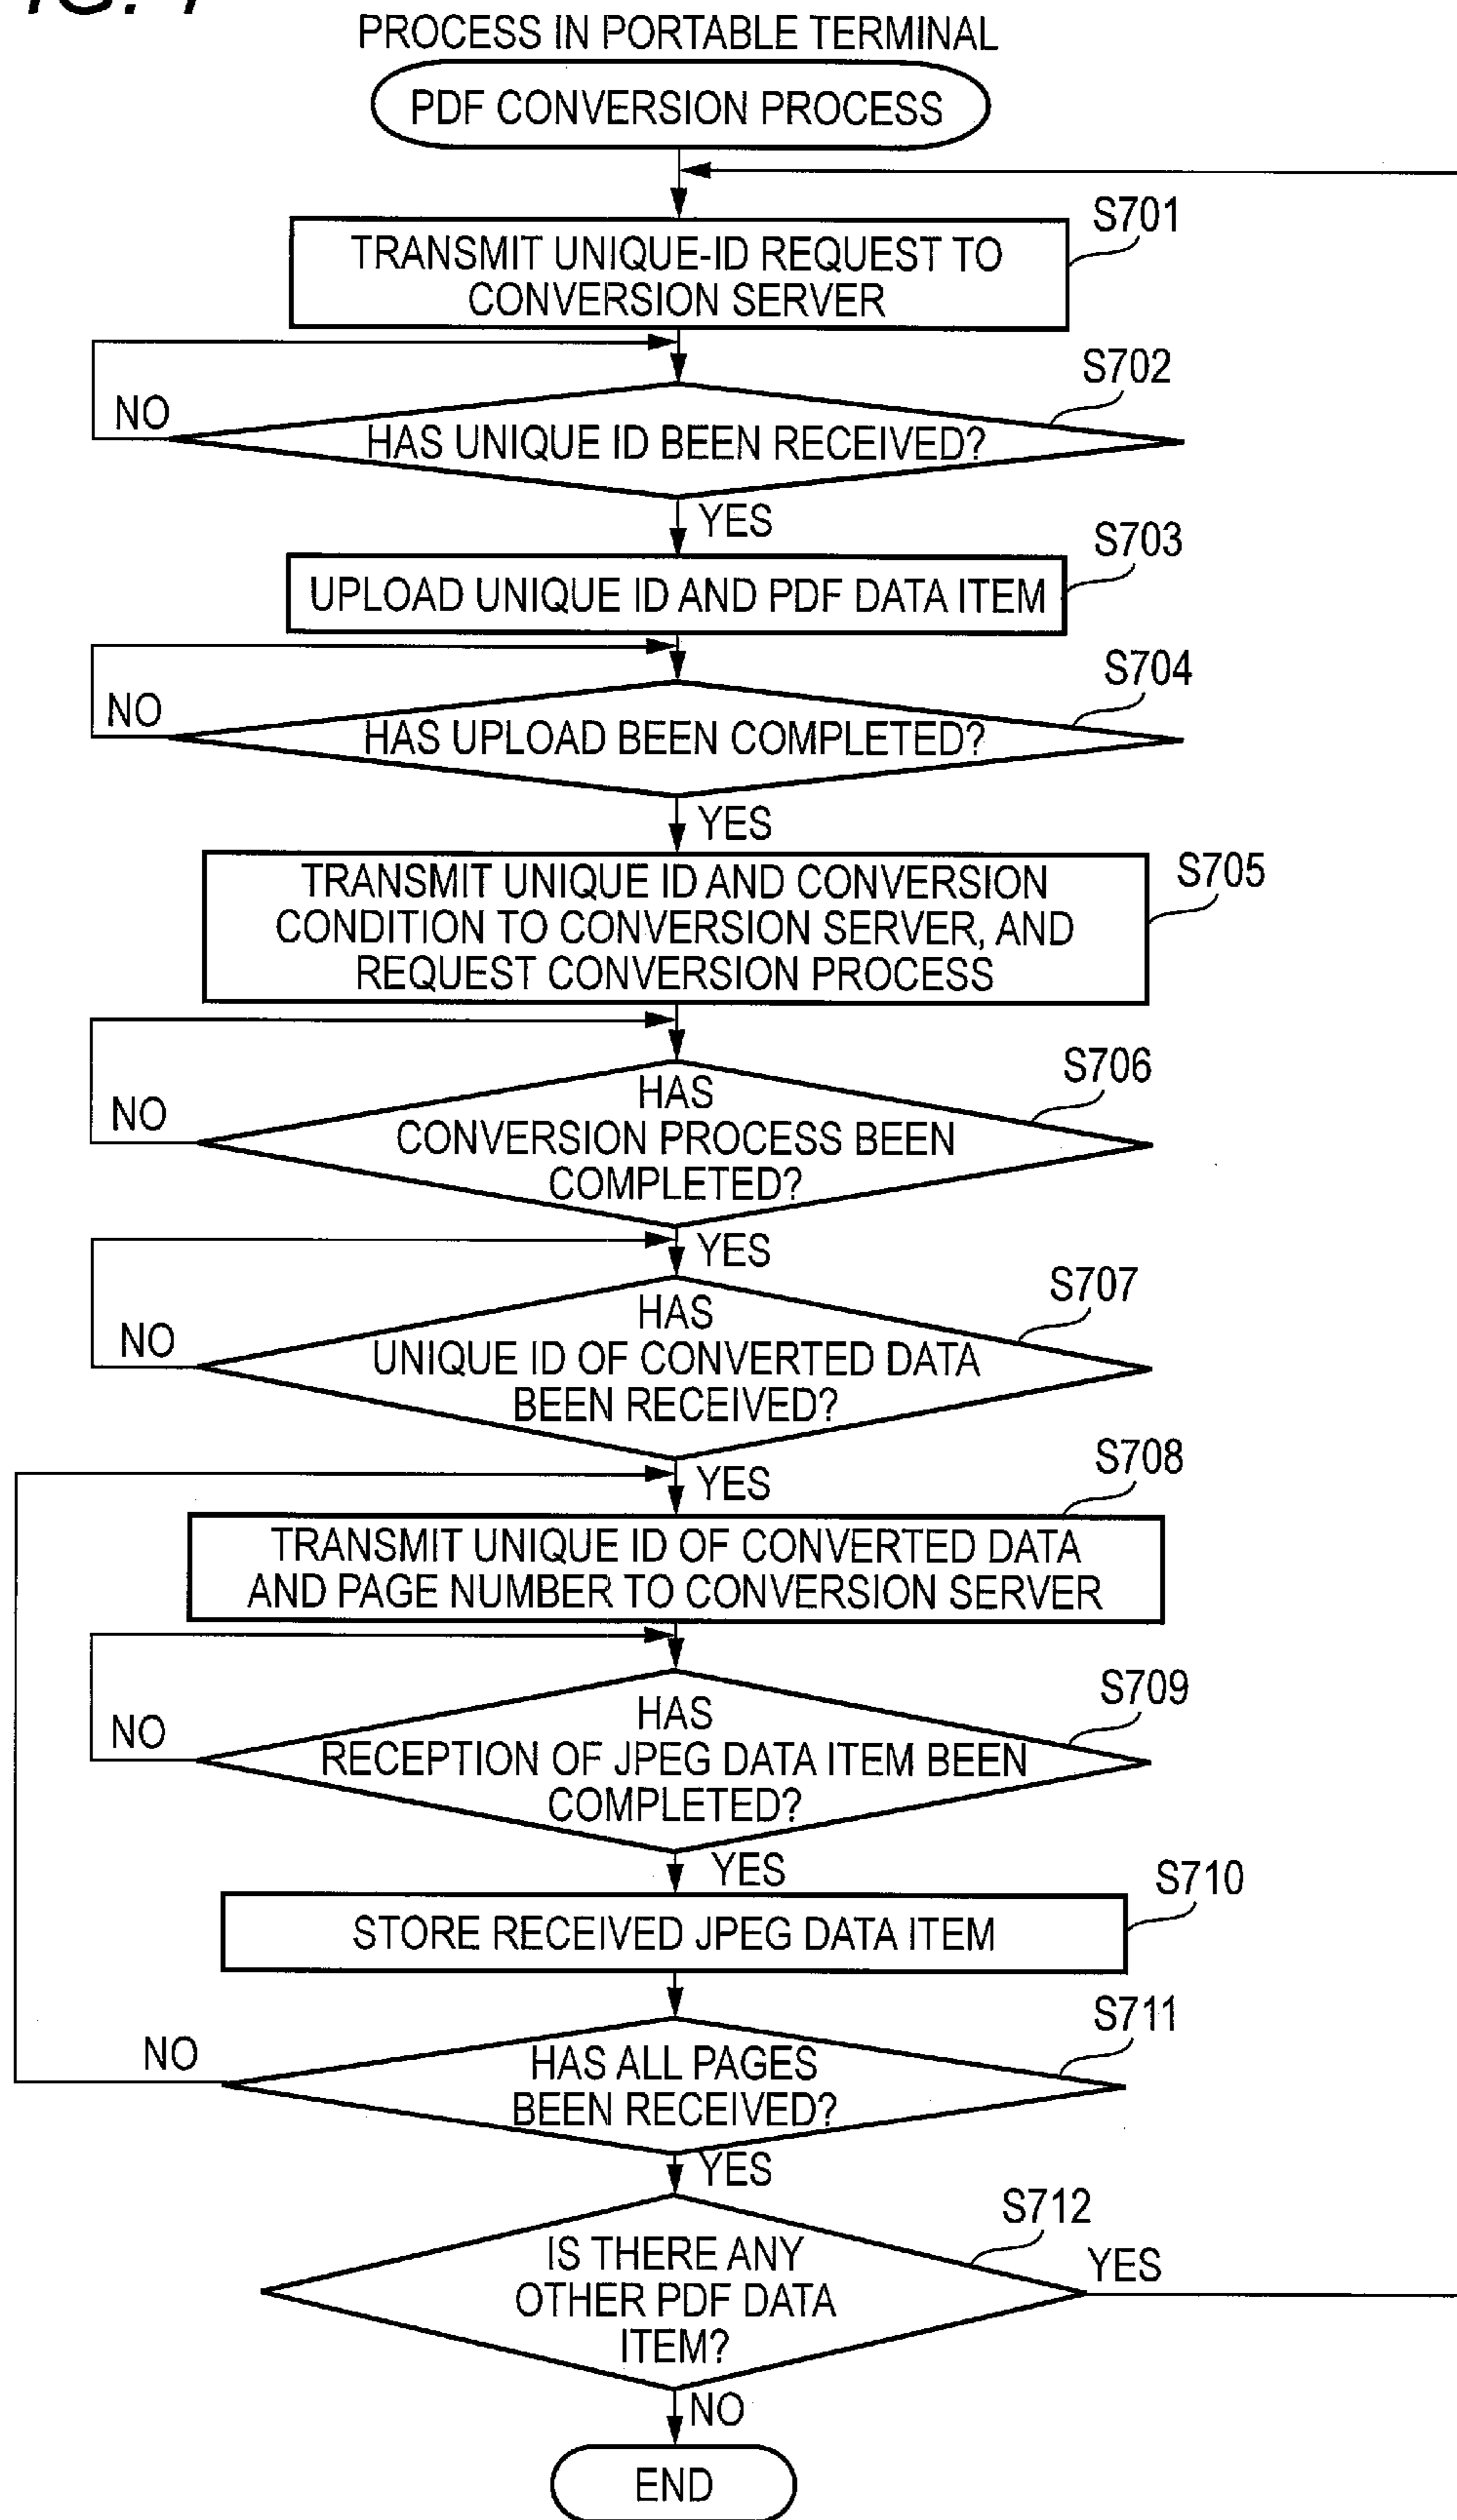 PROCESS IN PORTABLE TERMINAL
PDF CONVERSION PROCESS
S701
TRANSMIT UNIQUE-ID REQUEST TO
CONVERSION SERVER
S702
NO
HAS UNIQUE ID BEEN RECEIVED?
YES
S703
UPLOAD UNIQUE ID AND PDF DATA ITEM
S704
NO
HAS UPLOAD BEEN COMPLETED?
YES
S705
TRANSMIT UNIQUE ID AND CONVERSION
CONDITION TO CONVERSION SERVER, AND
REQUEST CONVERSION PROCESS
S706
NO
HAS
CONVERSION PROCESS BEEN
COMPLETED?
YES
S707
NO
HAS
UNIQUE ID OF CONVERTED DATA
BEEN RECEIVED?
YES
S708
TRANSMIT UNIQUE ID OF CONVERTED DATA
AND PAGE NUMBER TO CONVERSION SERVER
S709
NO
HAS
RECEPTION OF JPEG DATA ITEM BEEN
COMPLETED?
YES
S710
STORE RECEIVED JPEG DATA ITEM
S711
NO
HAS ALL PAGES
BEEN RECEIVED?
YES
S712
IS THERE ANY
OTHER PDF DATA
ITEM?
YES
NO
END